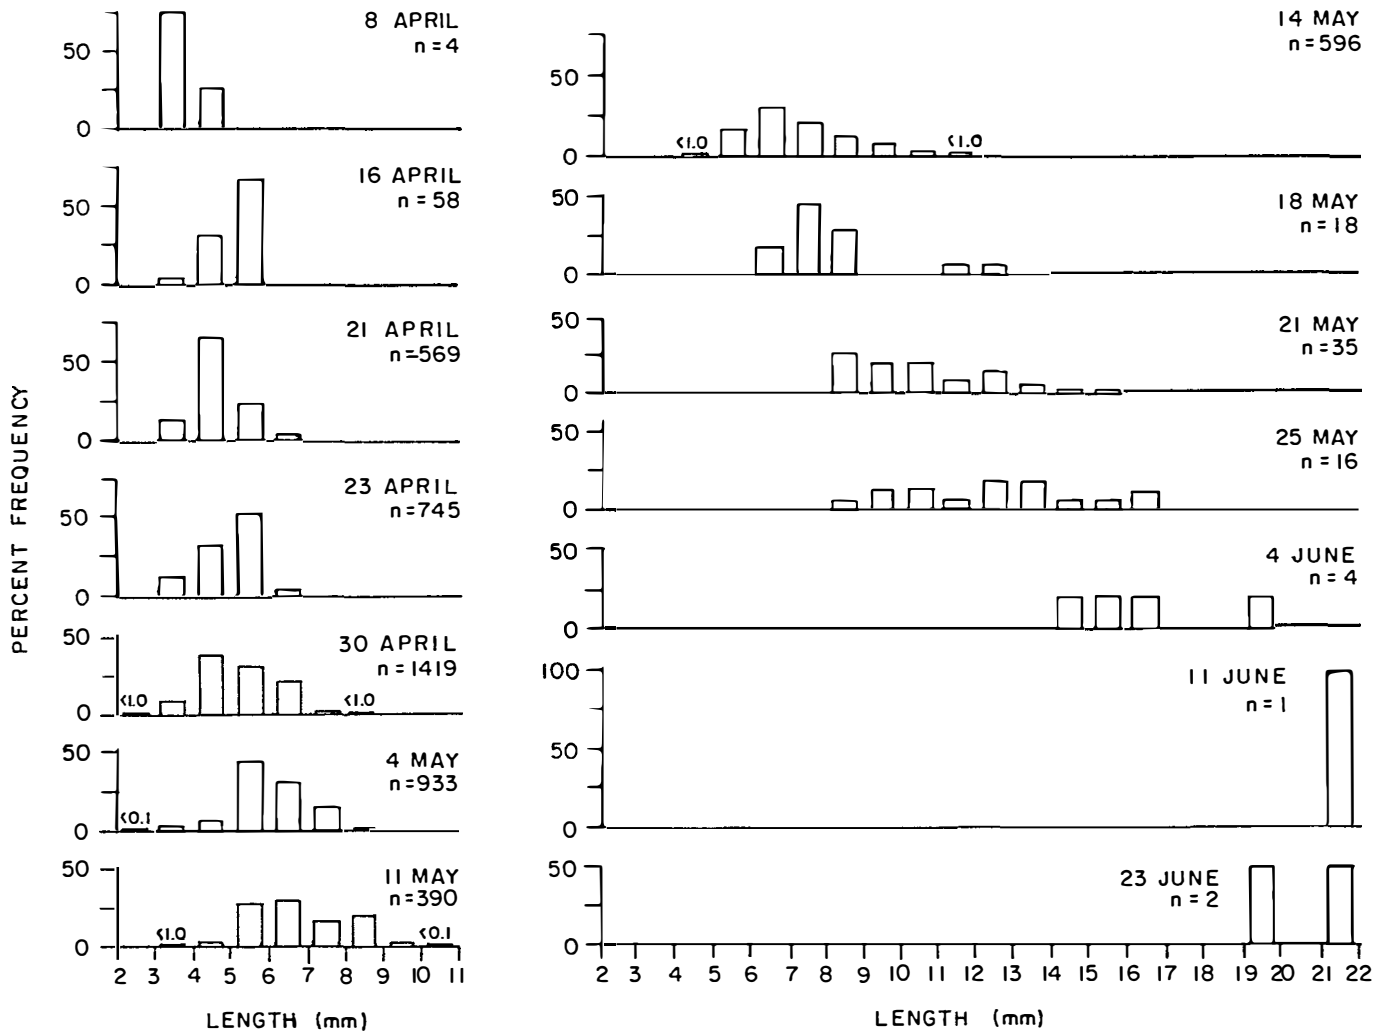 PERCENT FREQUENCY
8 APRIL
n=4
50
0
16 APRIL
n=58
50
0
21 APRIL
n=569
50
0
23 APRIL
n=745
50
0
30 APRIL
n=1419
50
<1.0
<1.0
0
4 MAY
n=933
50
<0.1
0
11 MAY
n=390
50
<1.0
<0.1
0
2 3 4 5 6 7 8 9 10 11
LENGTH (mm)
14 MAY
n=596
50
<1.0
<1.0
0
18 MAY
n=18
50
0
21 MAY
n=35
50
0
25 MAY
n=16
50
0
4 JUNE
n=4
50
0
11 JUNE
n=1
100
50
0
23 JUNE
n=2
50
0
2 3 4 5 6 7 8 9 10 11 12 13 14 15 16 17 18 19 20 21 22
LENGTH (mm)